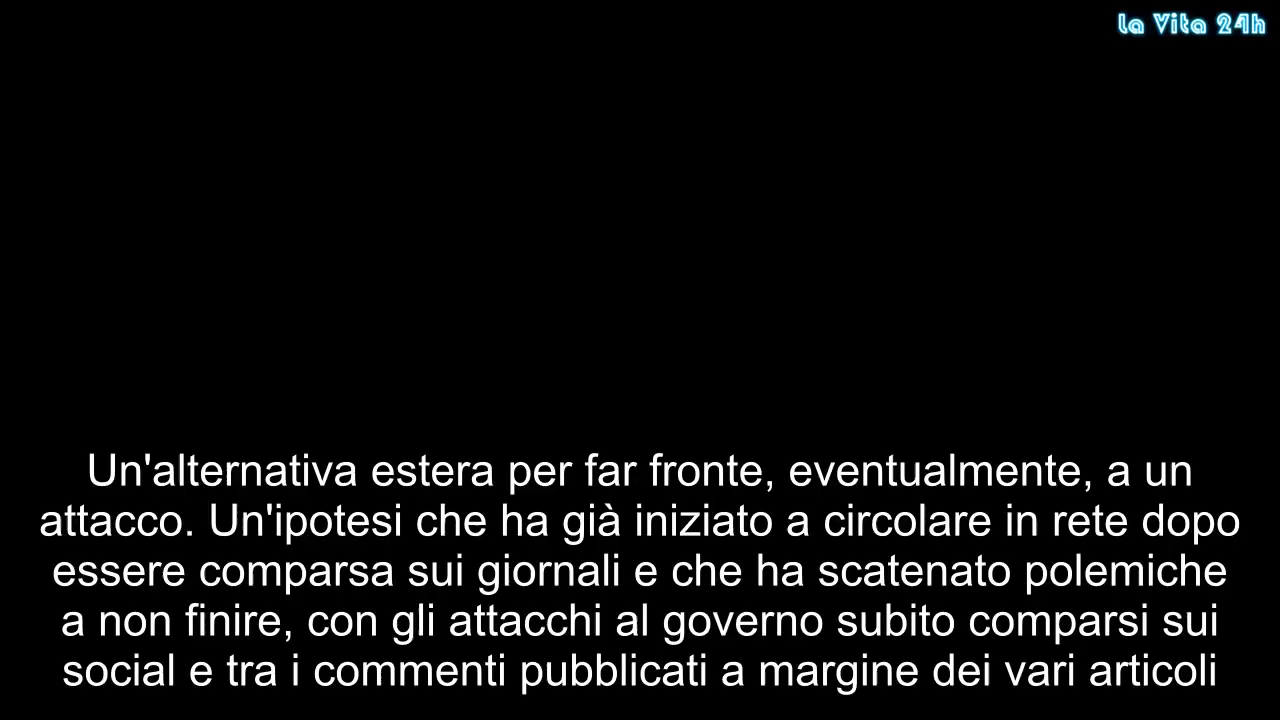 La Vita 24h
Un'alternativa estera per far fronte, eventualmente, a un
attacco. Un'ipotesi che ha già iniziato a circolare in rete dopo
essere comparsa sui giornali e che ha scatenato polemiche
a non finire, con gli attacchi al governo subito comparsi sui
social e tra i commenti pubblicati a margine dei vari articoli